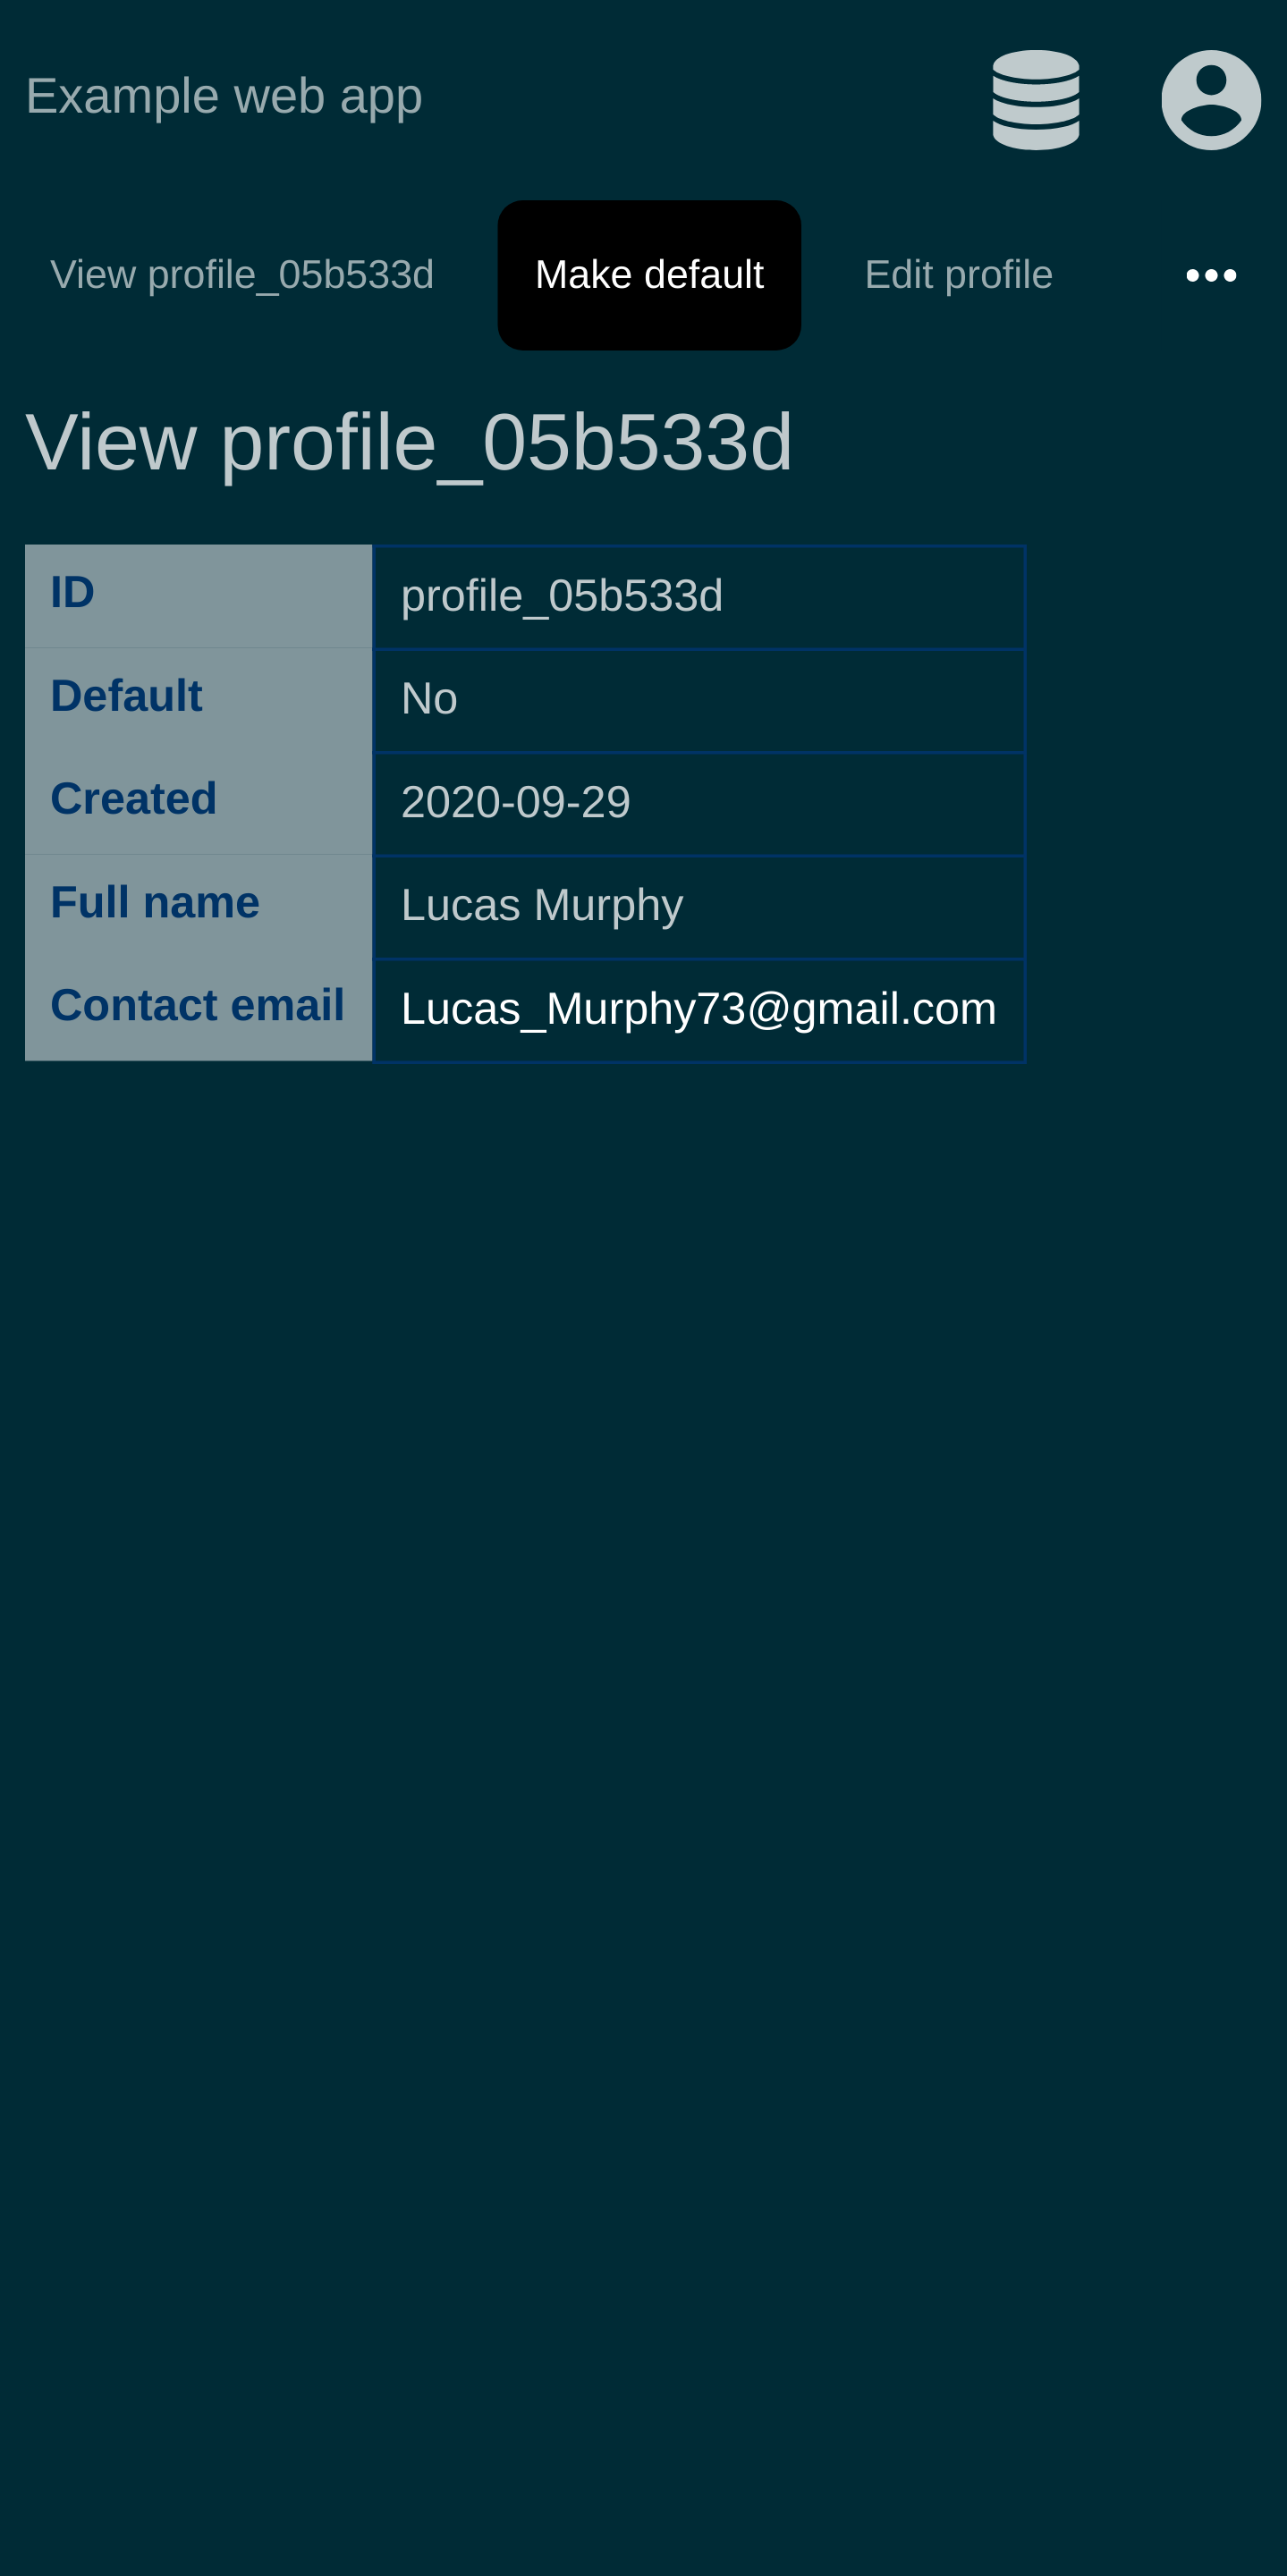 Example web app
View profile_05b533d Make default Edit profile •••
View profile_05b533d
ID profile_05b533d
Default No
Created 2020-09-29
Full name Lucas Murphy
Contact email Lucas_Murphy73@gmail.com